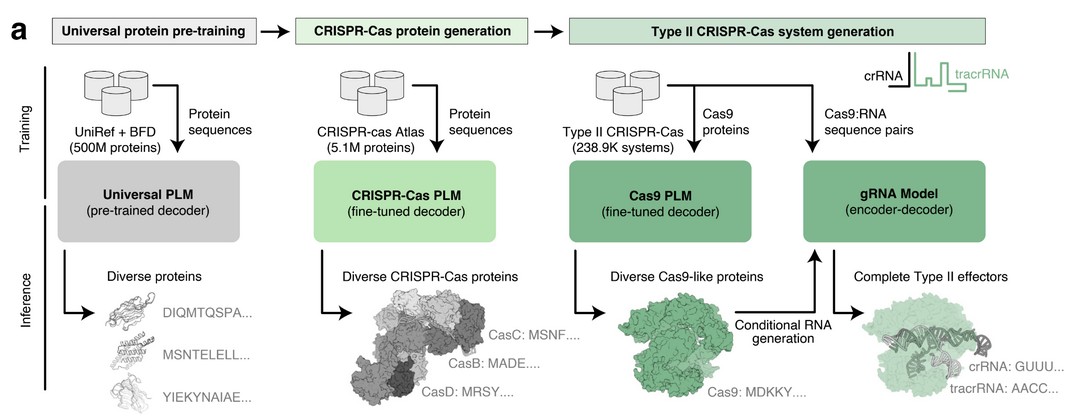 a
Universal protein pre-training
CRISPR-Cas protein generation
Type II CRISPR-Cas system generation
crRNA
tracrRNA
Training
Inference
UniRef + BFD
(500M proteins)
Protein
sequences
Universal PLM
(pre-trained decoder)
Diverse proteins
DIQMTQSPA...
MSNTELELL...
YIEKYNAIAE...
CRISPR-cas Atlas
(5.1M proteins)
Protein
sequences
CRISPR-Cas PLM
(fine-tuned decoder)
Diverse CRISPR-Cas proteins
CasC: MSNF....
CasB: MADE....
CasD: MRSY....
Type II CRISPR-Cas
(238.9K systems)
Cas9
proteins
Cas9:RNA
sequence pairs
Cas9 PLM
(fine-tuned decoder)
gRNA Model
(encoder-decoder)
Diverse Cas9-like proteins
Cas9: MDKKY....
Conditional RNA
generation
Complete Type II effectors
crRNA: GUUU...
tracrRNA: AACC...